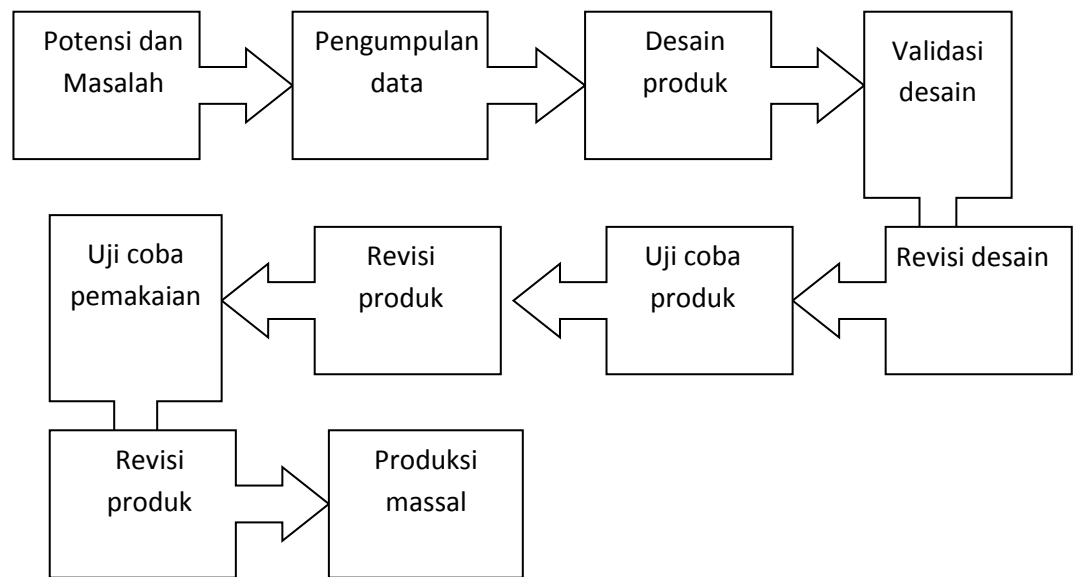 Potensi dan
Masalah
Pengumpulan
data
Desain
produk
Validasi
desain
Revisi desain
Uji coba
produk
Revisi
produk
Uji coba
pemakaian
Revisi
produk
Produksi
massal